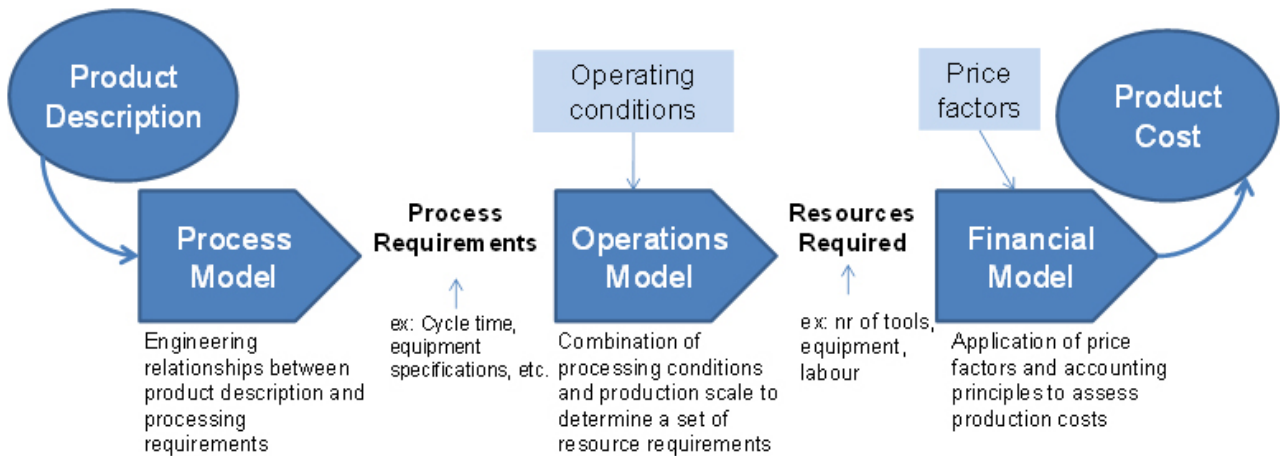 Product
Description
Process
Model
Engineering
relationships between
product description and
processing
requirements
Process
Requirements
ex: Cycle time,
equipment
specifications, etc.
Operating
conditions
Operations
Model
Combination of
processing conditions
and production scale to
determine a set of
resource requirements
Resources
Required
ex: nr of tools,
equipment,
labour
Price
factors
Financial
Model
Application of price
factors and accounting
principles to assess
production costs
Product
Cost